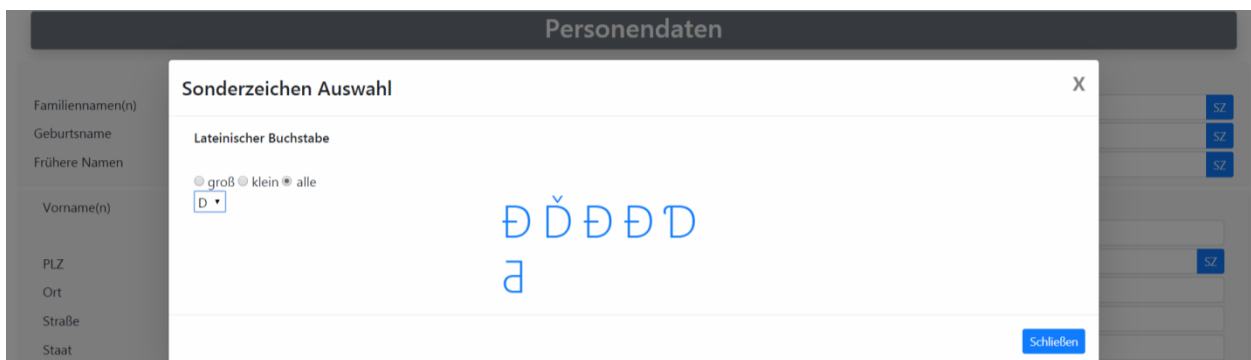 Personendaten
Sonderzeichen Auswahl X
Familiennamen(n) SZ
Geburtsname SZ
Lateinischer Buchstabe
Frühere Namen SZ
groß klein alle
Vorname(n) D
Ð Ď Đ Ɖ Ɗ
PLZ SZ
Ƌ
Ort
Straße
Schließen
Staat